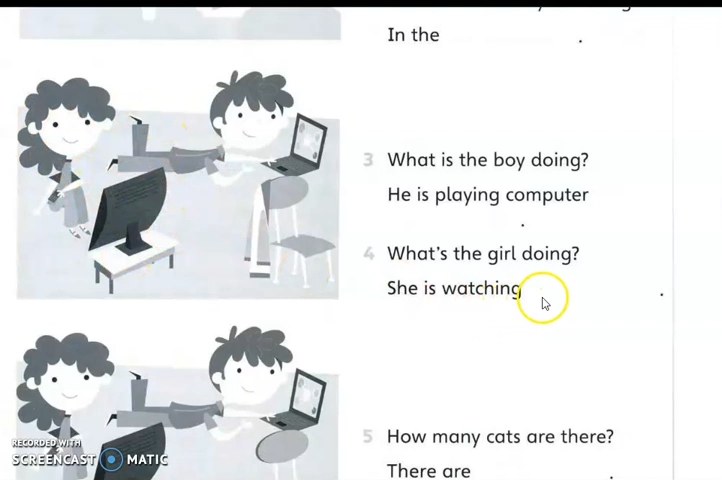 In the .
3 What is the boy doing?
He is playing computer
.
4 What's the girl doing?
She is watching .
5 How many cats are there?
There are .
RECORDED WITH
SCREENCAST MATIC